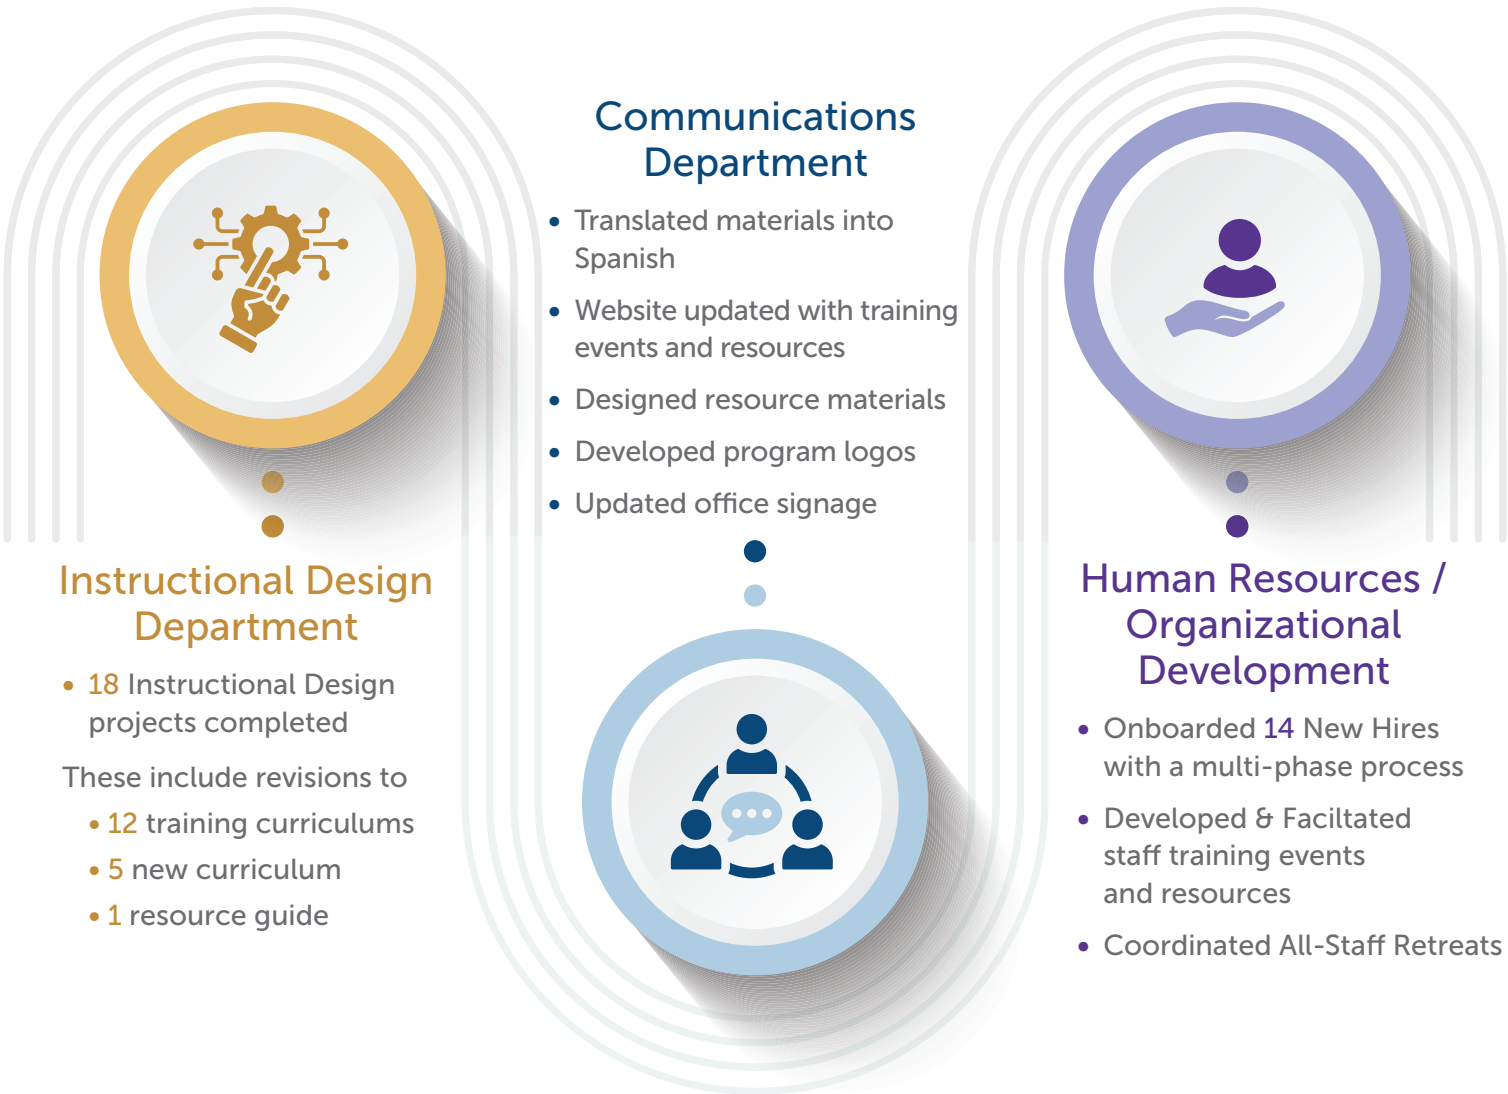 Instructional Design
Department
• 18 Instructional Design
projects completed
These include revisions to
• 12 training curriculums
• 5 new curriculum
• 1 resource guide
Communications
Department
• Translated materials into
Spanish
• Website updated with training
events and resources
• Designed resource materials
• Developed program logos
• Updated office signage
Human Resources /
Organizational
Development
• Onboarded 14 New Hires
with a multi-phase process
• Developed & Faciltated
staff training events
and resources
• Coordinated All-Staff Retreats